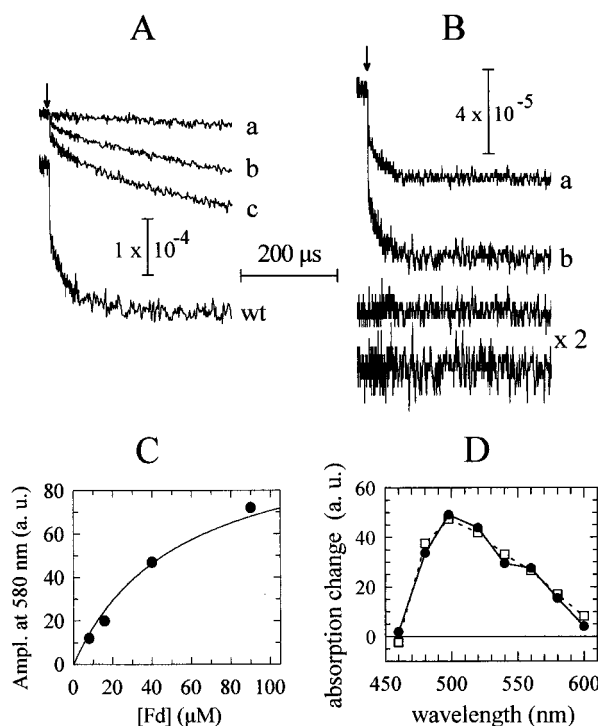 A
B
a
b
c
1 x 10⁻⁴
wt
200 µs
4 x 10⁻⁵
a
b
x 2
C
80
60
40
20
0
0 20 40 60 80 100
Ampl. at 580 nm (a. u.)
[Fd] (µM)
D
60
40
20
0
450 500 550 600
absorption change (a. u.)
wavelength (nm)